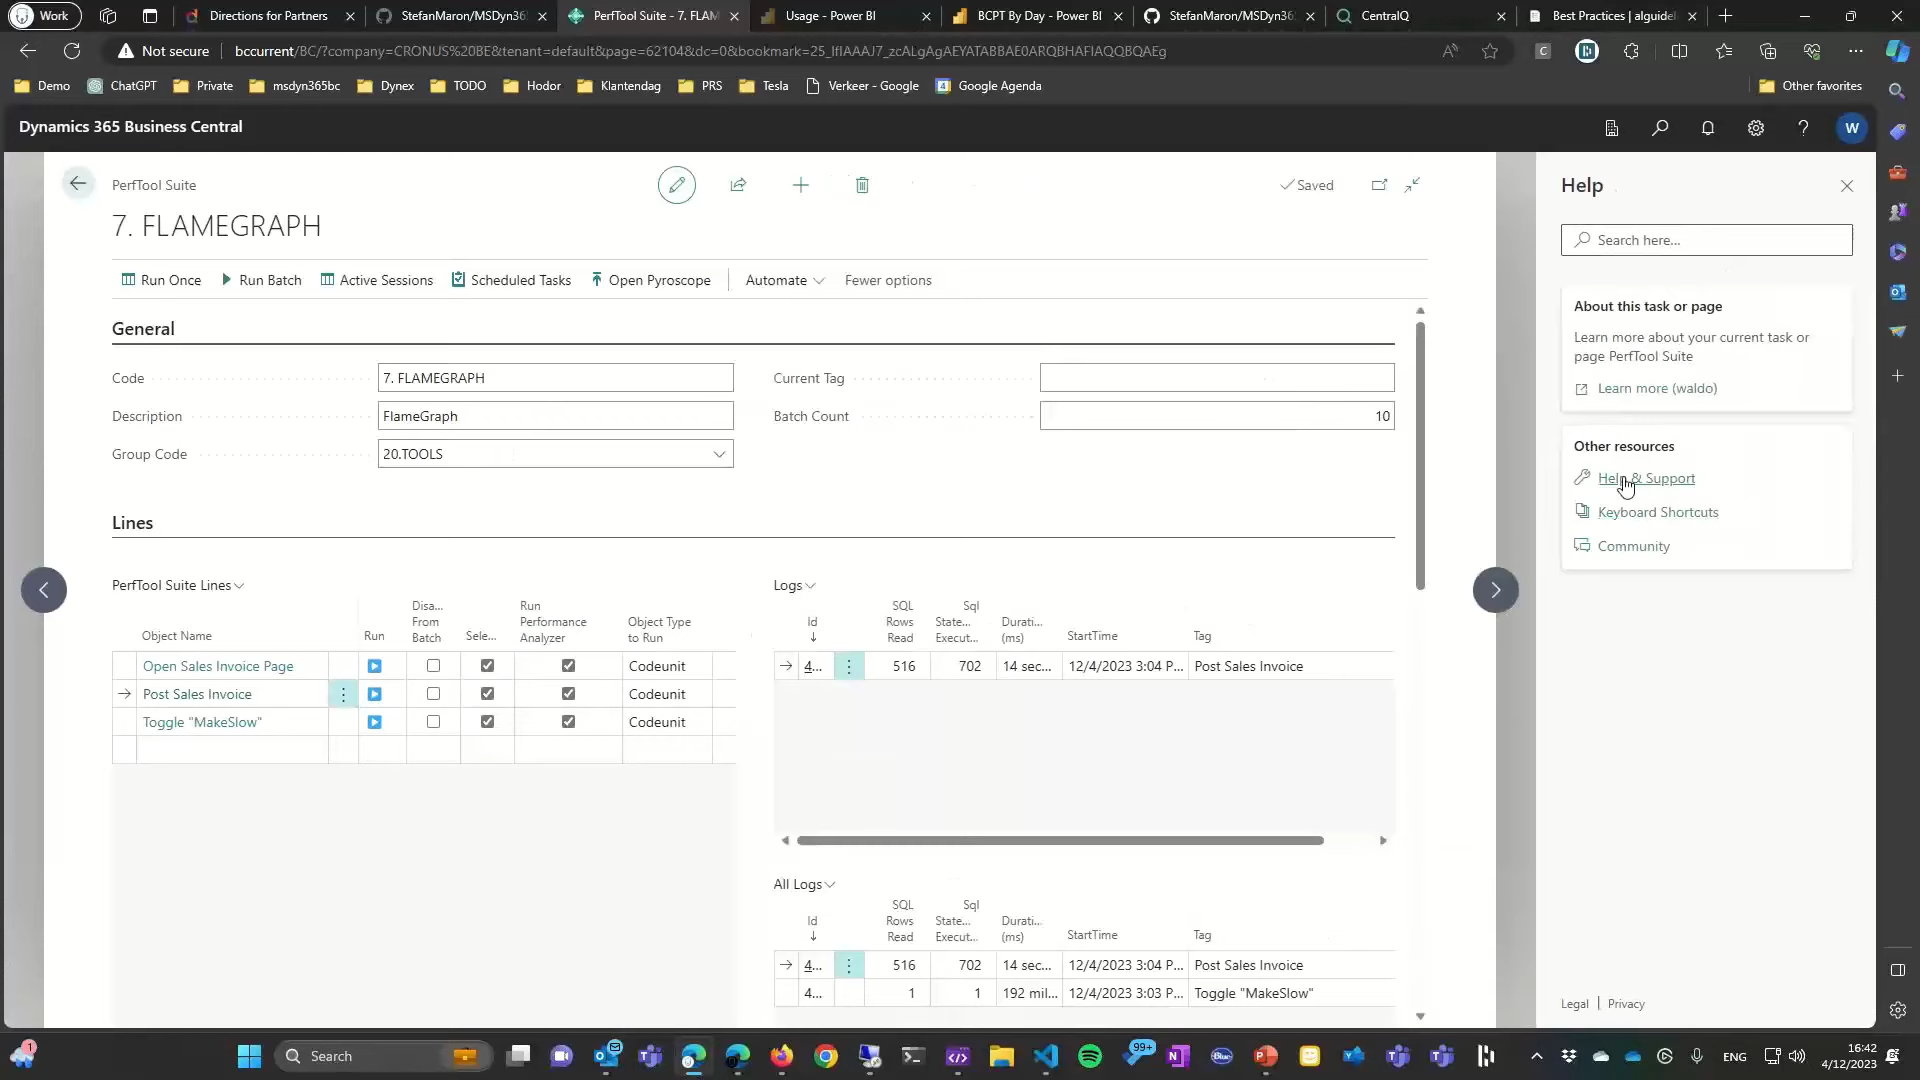 Work
Directions for Partners
StefanMaron/MSDyn36
PerfTool Suite - 7. FLAM
Usage - Power BI
BCPT By Day - Power BI
StefanMaron/MSDyn36
CentralQ
Best Practices | alguidel
Not secure
bccurrent/BC/?company=CRONUS%20BE&tenant=default&page=62104&dc=0&bookmark=25_IfIAAAJ7_zcALgAgAEYATABBAE0ARQBHAFIAQQBQAEg
Demo
ChatGPT
Private
msdyn365bc
Dynex
TODO
Hodor
Klantendag
PRS
Tesla
Verkeer - Google
Google Agenda
Other favorites
Dynamics 365 Business Central
W
PerfTool Suite
Saved
7. FLAMEGRAPH
Run Once
Run Batch
Active Sessions
Scheduled Tasks
Open Pyroscope
Automate
Fewer options
General
Code
7. FLAMEGRAPH
Current Tag
Description
FlameGraph
Batch Count
10
Group Code
20.TOOLS
Lines
PerfTool Suite Lines
Object Name
Run
Disa...
From
Batch
Sele...
Run
Performance
Analyzer
Object Type
to Run
Open Sales Invoice Page
Codeunit
Post Sales Invoice
Codeunit
Toggle "MakeSlow"
Codeunit
Logs
Id
SQL
Rows
Read
Sql
State...
Execut...
Durati...
(ms)
StartTime
Tag
4...
516
702
14 sec...
12/4/2023 3:04 P...
Post Sales Invoice
All Logs
Id
SQL
Rows
Read
Sql
State...
Execut...
Durati...
(ms)
StartTime
Tag
4...
516
702
14 sec...
12/4/2023 3:04 P...
Post Sales Invoice
4...
1
1
192 mil...
12/4/2023 3:03 P...
Toggle "MakeSlow"
Help
Search here...
About this task or page
Learn more about your current task or
page PerfTool Suite
Learn more (waldo)
Other resources
Help & Support
Keyboard Shortcuts
Community
Legal | Privacy
1
Search
99+
Blue
ENG
16:42
4/12/2023